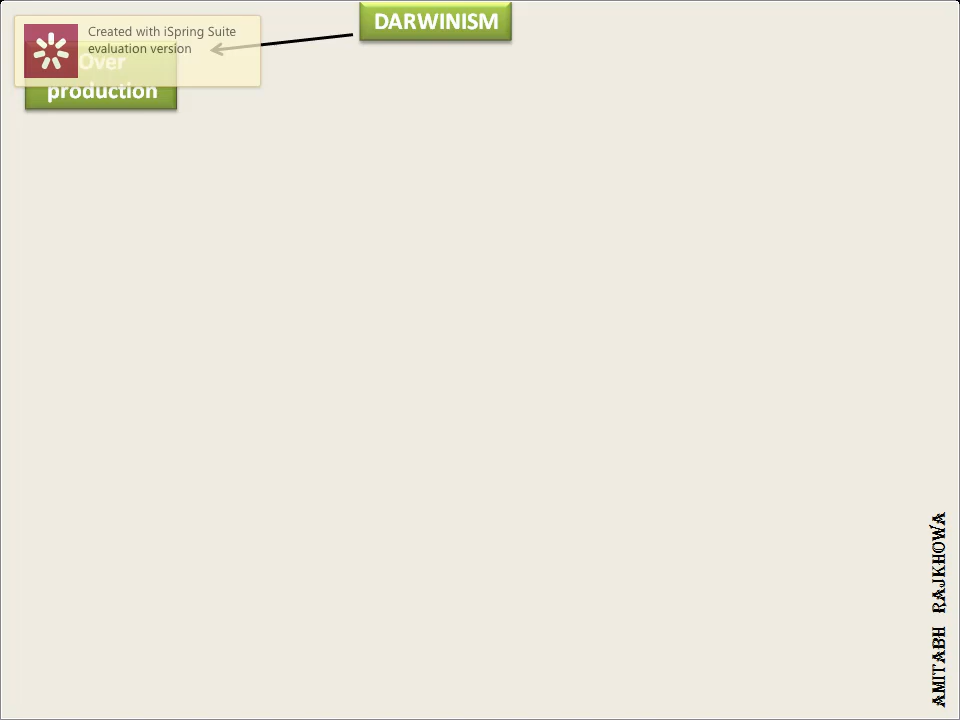 DARWINISM
Created with iSpring Suite
evaluation version
Over
production
AMITABH RAJKHOWA